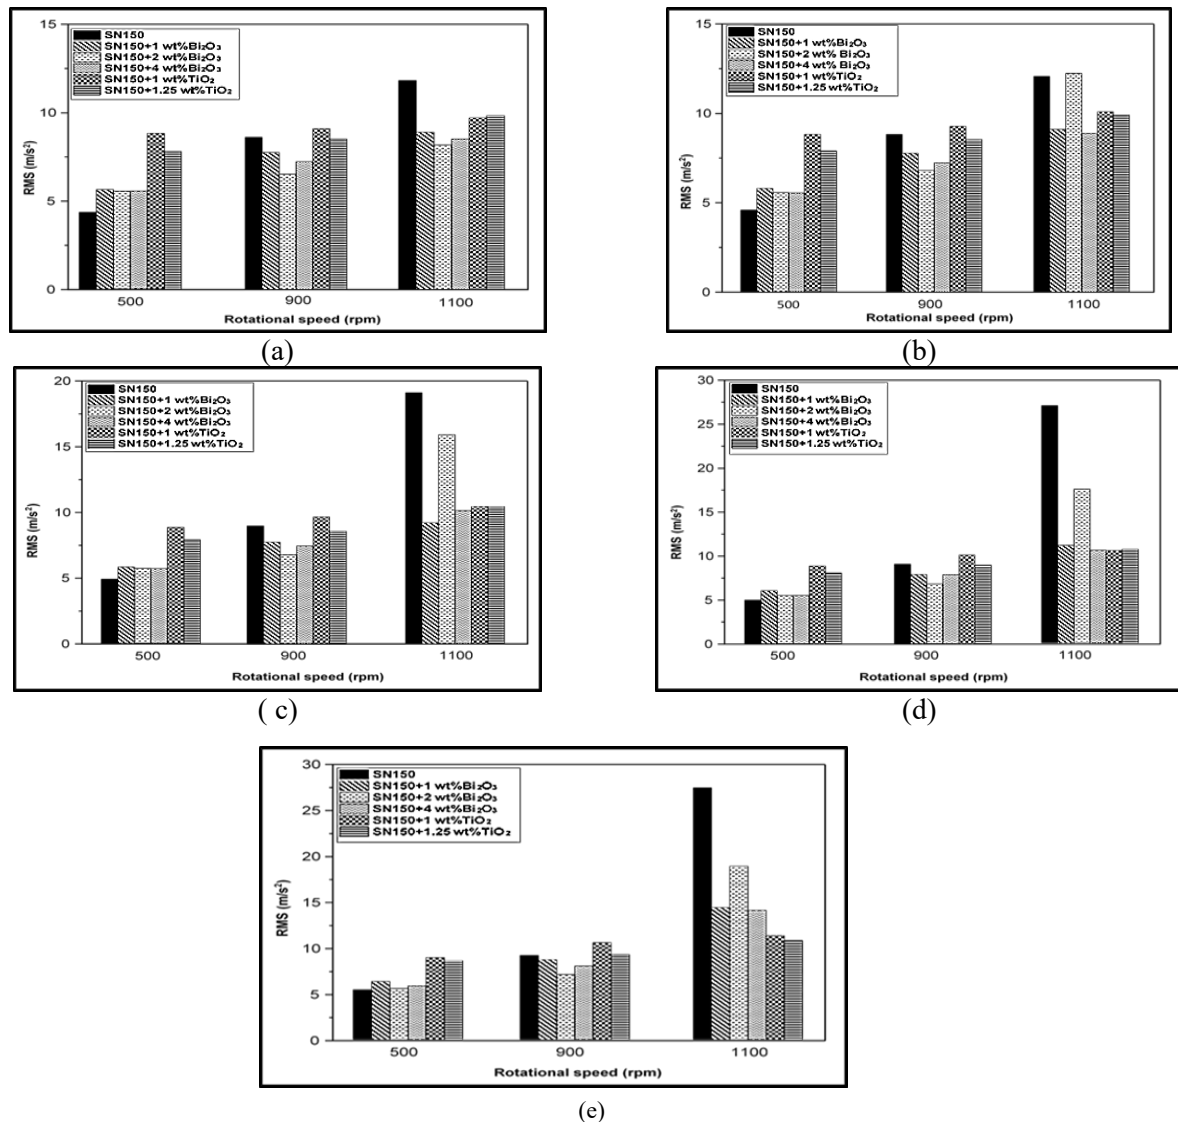 15
10
5
0
RMS (m/s²)
SN150
SN150+1 wt%Bi₂O₃
SN150+2 wt%Bi₂O₃
SN150+4 wt%Bi₂O₃
SN150+1 wt%TiO₂
SN150+1.25 wt%TiO₂
500 900 1100
Rotational speed (rpm)
(a)
15
10
5
0
RMS (m/s²)
SN150
SN150+1 wt%Bi₂O₃
SN150+2 wt% Bi₂O₃
SN150+4 wt% Bi₂O₃
SN150+1 wt%TiO₂
SN150+1.25 wt%TiO₂
500 900 1100
Rotational speed (rpm)
(b)
20
15
10
5
0
RMS (m/s²)
SN150
SN150+1 wt%Bi₂O₃
SN150+2 wt%Bi₂O₃
SN150+4 wt%Bi₂O₃
SN150+1 wt%TiO₂
SN150+1.25 wt%TiO₂
500 900 1100
Rotational speed (rpm)
( c)
30
25
20
15
10
5
0
RMS (m/s²)
SN150
SN150+1 wt%Bi₂O₃
SN150+2 wt%Bi₂O₃
SN150+4 wt%Bi₂O₃
SN150+1 wt%TiO₂
SN150+1.25 wt%TiO₂
500 900 1100
Rotational speed (rpm)
(d)
30
25
20
15
10
5
0
RMS (m/s²)
SN150
SN150+1 wt%Bi₂O₃
SN150+2 wt%Bi₂O₃
SN150+4 wt%Bi₂O₃
SN150+1 wt%TiO₂
SN150+1.25 wt%TiO₂
500 900 1100
Rotational speed (rpm)
(e)